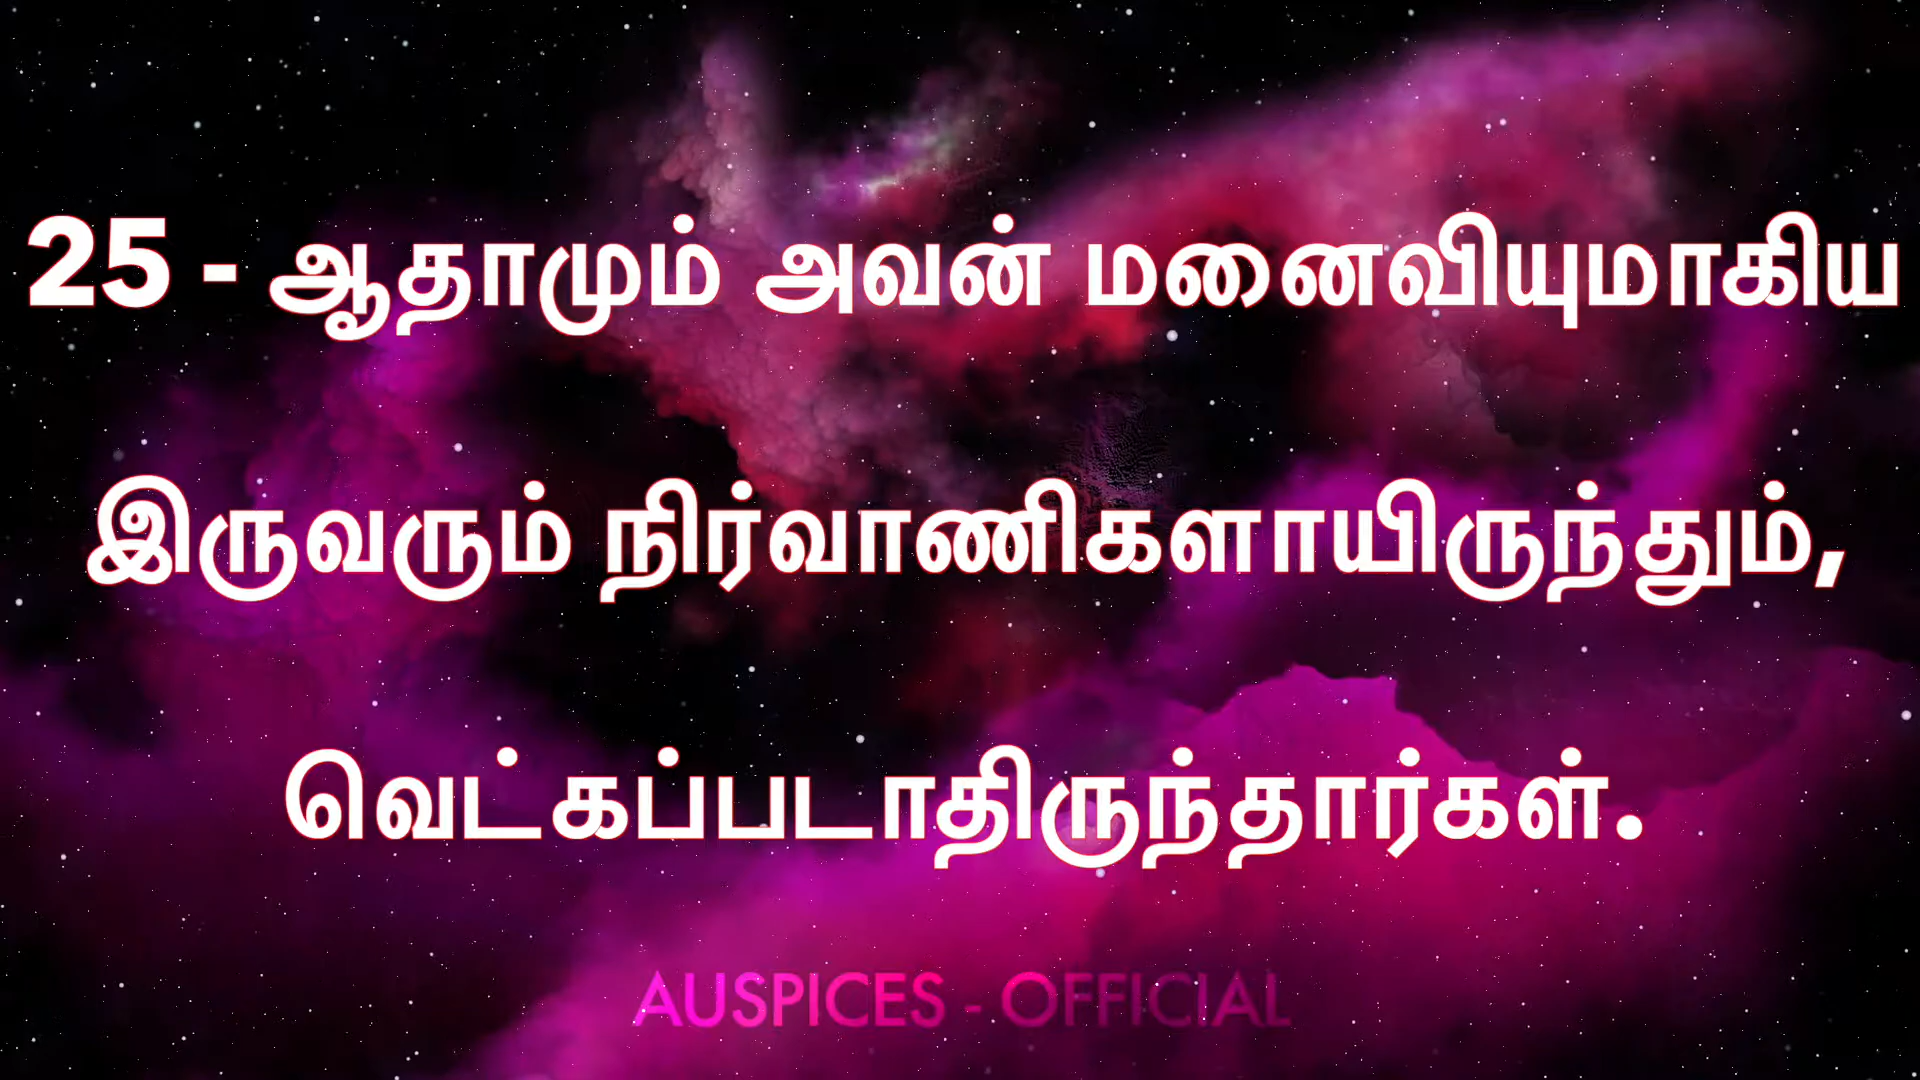 25 - ஆதாமும் அவன் மனைவியுமாகிய
இருவரும் நிர்வாணிகளாயிருந்தும்,
வெட்கப்படாதிருந்தார்கள்.
AUSPICES - OFFICIAL